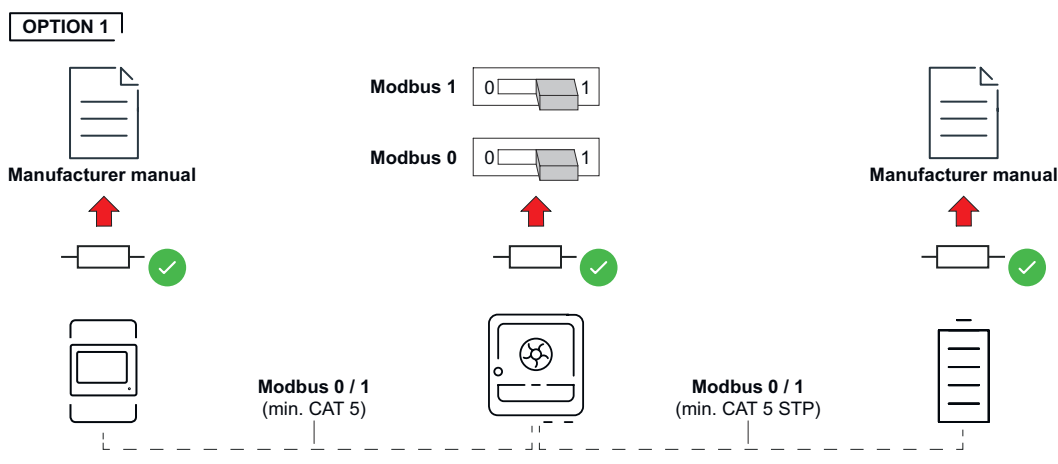 OPTION 1
Modbus 1 0 1
Modbus 0 0 1
Manufacturer manual
Manufacturer manual
Modbus 0 / 1
(min. CAT 5)
Modbus 0 / 1
(min. CAT 5 STP)